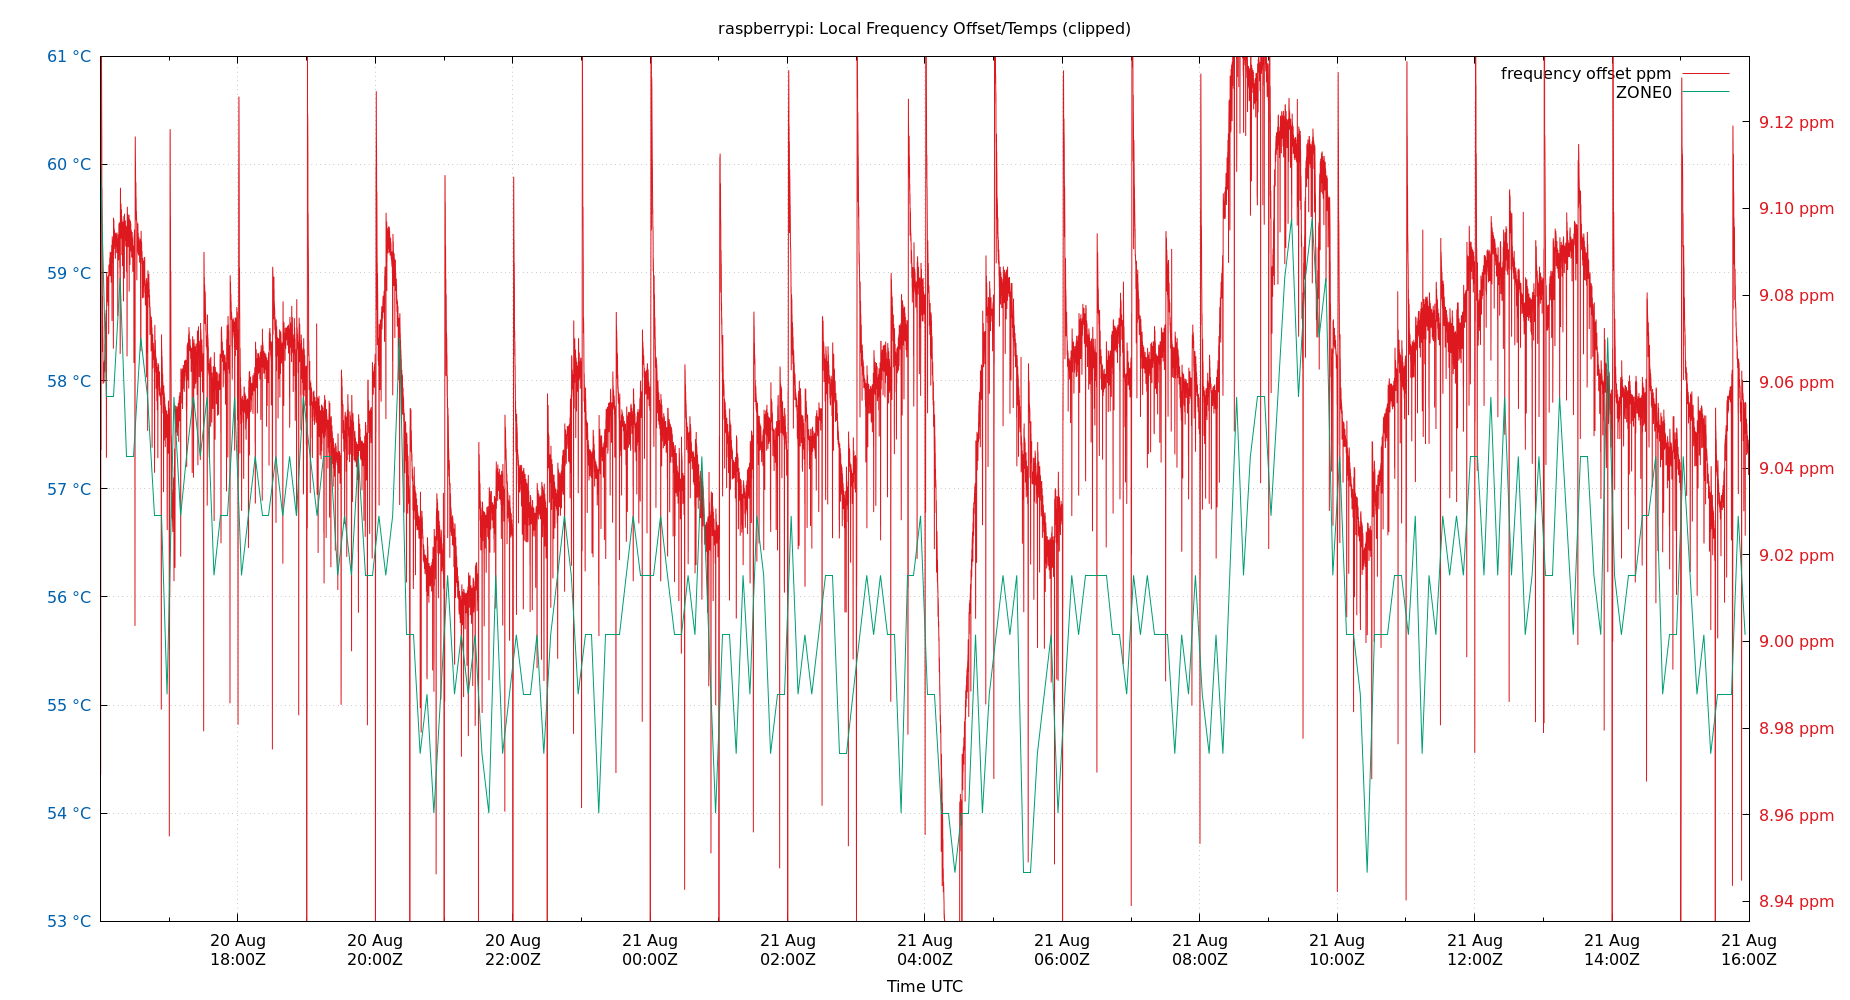 raspberrypi: Local Frequency Offset/Temps (clipped)
frequency offset ppm
ZONE0
61 °C
60 °C
59 °C
58 °C
57 °C
56 °C
55 °C
54 °C
53 °C
9.12 ppm
9.10 ppm
9.08 ppm
9.06 ppm
9.04 ppm
9.02 ppm
9.00 ppm
8.98 ppm
8.96 ppm
8.94 ppm
20 Aug
18:00Z
20 Aug
20:00Z
20 Aug
22:00Z
21 Aug
00:00Z
21 Aug
02:00Z
21 Aug
04:00Z
21 Aug
06:00Z
21 Aug
08:00Z
21 Aug
10:00Z
21 Aug
12:00Z
21 Aug
14:00Z
21 Aug
16:00Z
Time UTC